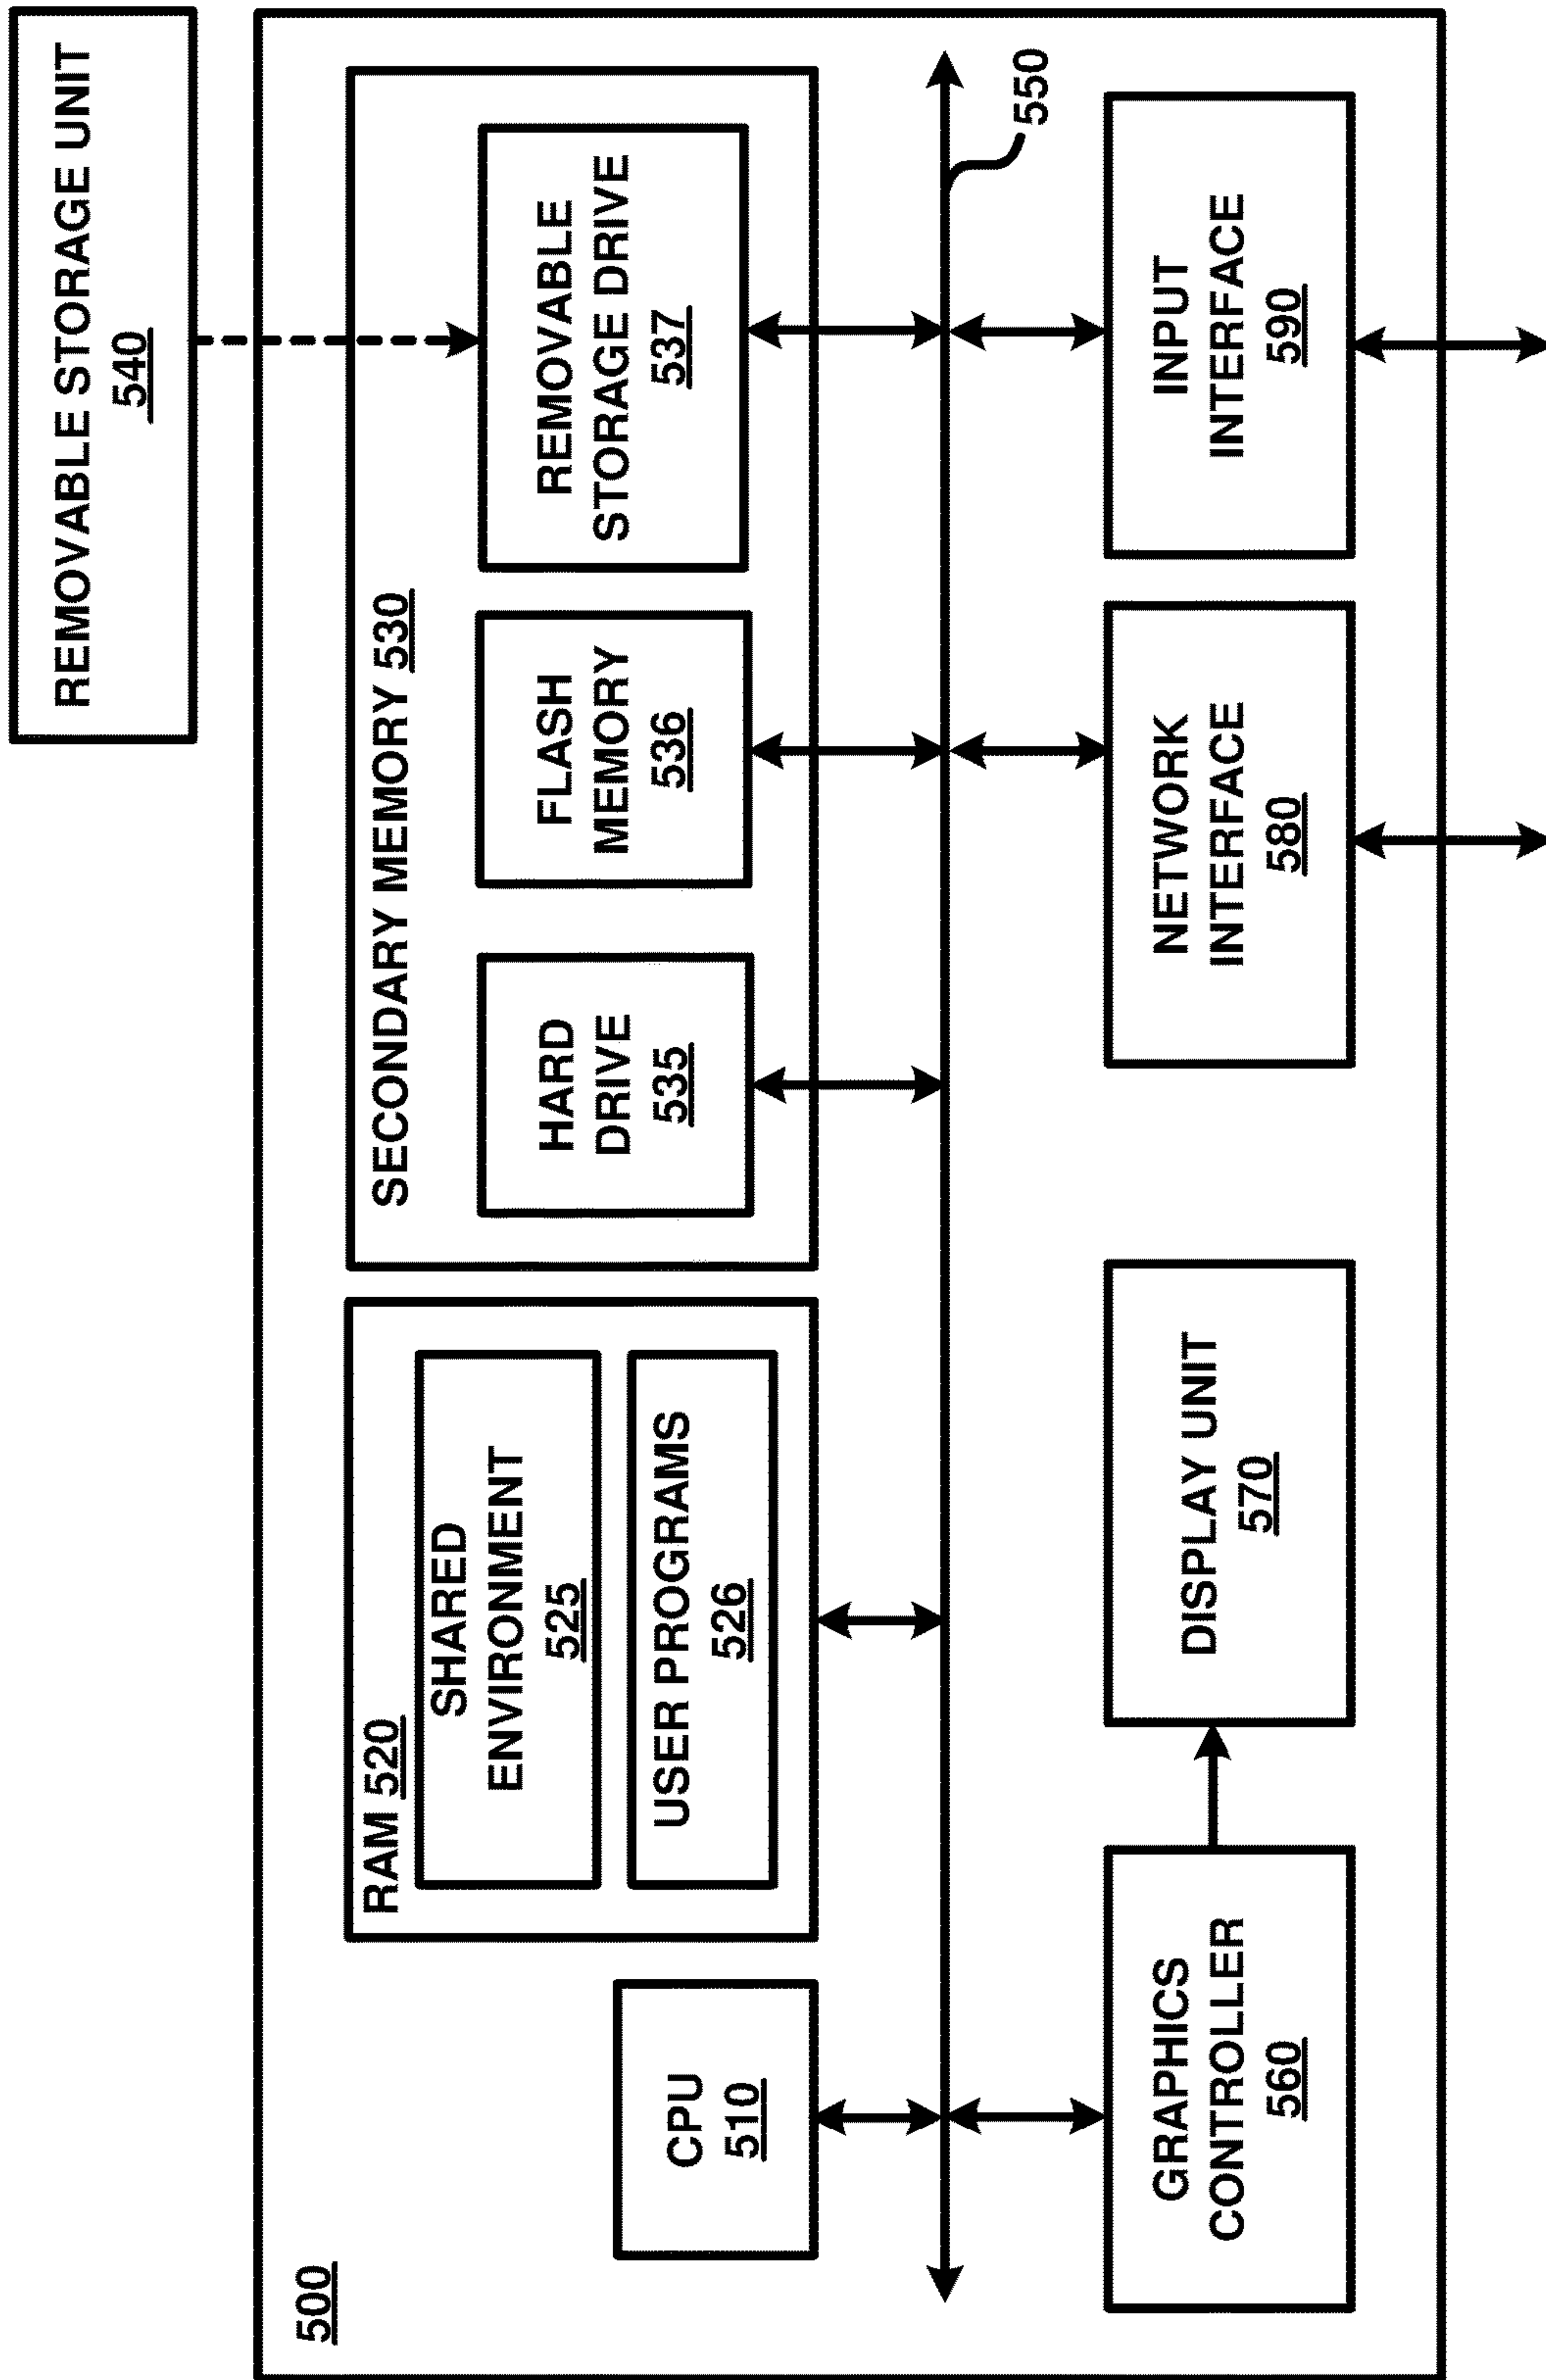 REMOVABLE STORAGE UNIT
540
500
SECONDARY MEMORY 530
RAM 520
SHARED
ENVIRONMENT
525
USER PROGRAMS
526
CPU
510
HARD
DRIVE
535
FLASH
MEMORY
536
REMOVABLE
STORAGE DRIVE
537
550
GRAPHICS
CONTROLLER
560
DISPLAY UNIT
570
NETWORK
INTERFACE
580
INPUT
INTERFACE
590